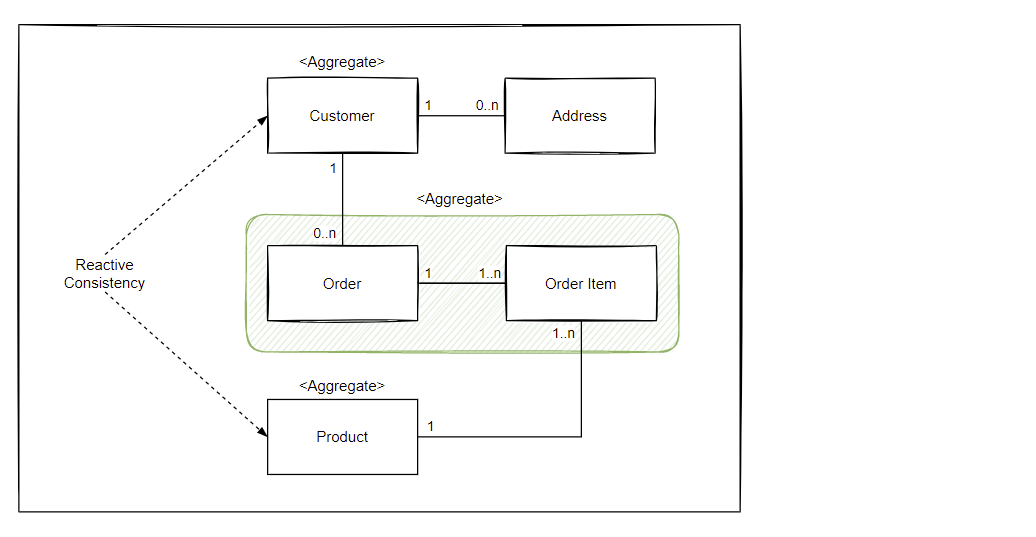 <Aggregate>
Customer
1
0..n
Address
1
<Aggregate>
0..n
Reactive
Consistency
Order
1
1..n
Order Item
1..n
<Aggregate>
Product
1